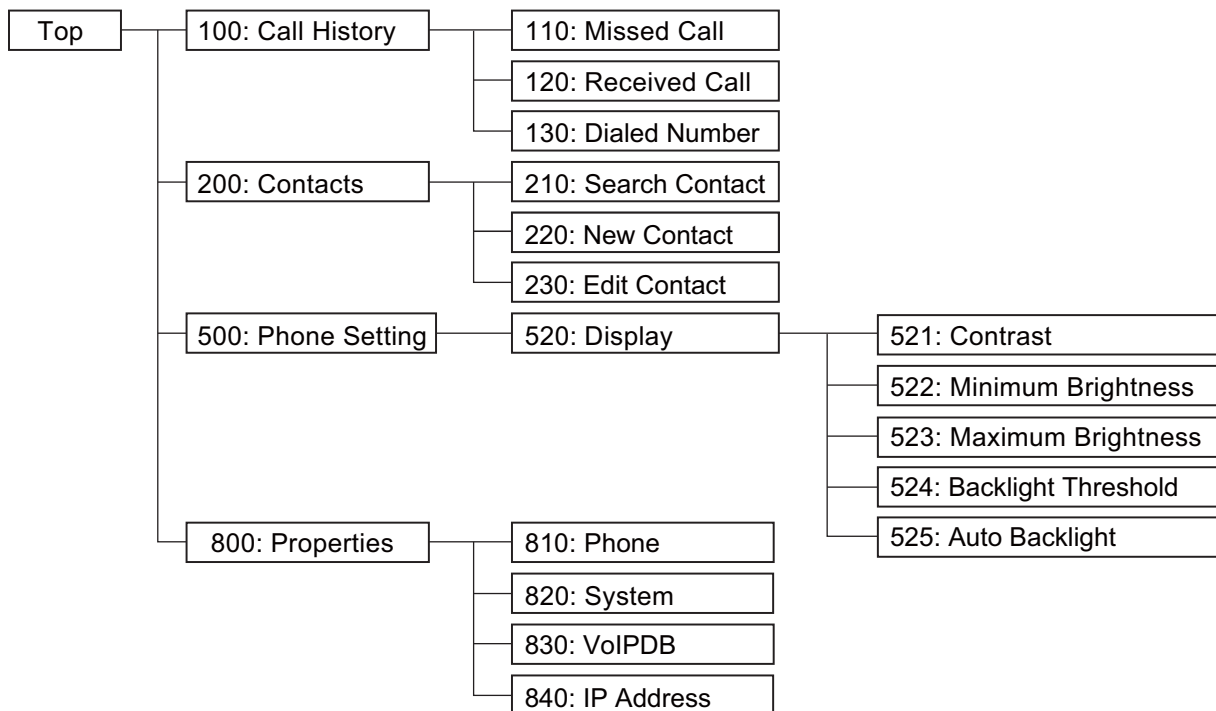 Top
100: Call History
110: Missed Call
120: Received Call
130: Dialed Number
200: Contacts
210: Search Contact
220: New Contact
230: Edit Contact
500: Phone Setting
520: Display
521: Contrast
522: Minimum Brightness
523: Maximum Brightness
524: Backlight Threshold
525: Auto Backlight
800: Properties
810: Phone
820: System
830: VoIPDB
840: IP Address